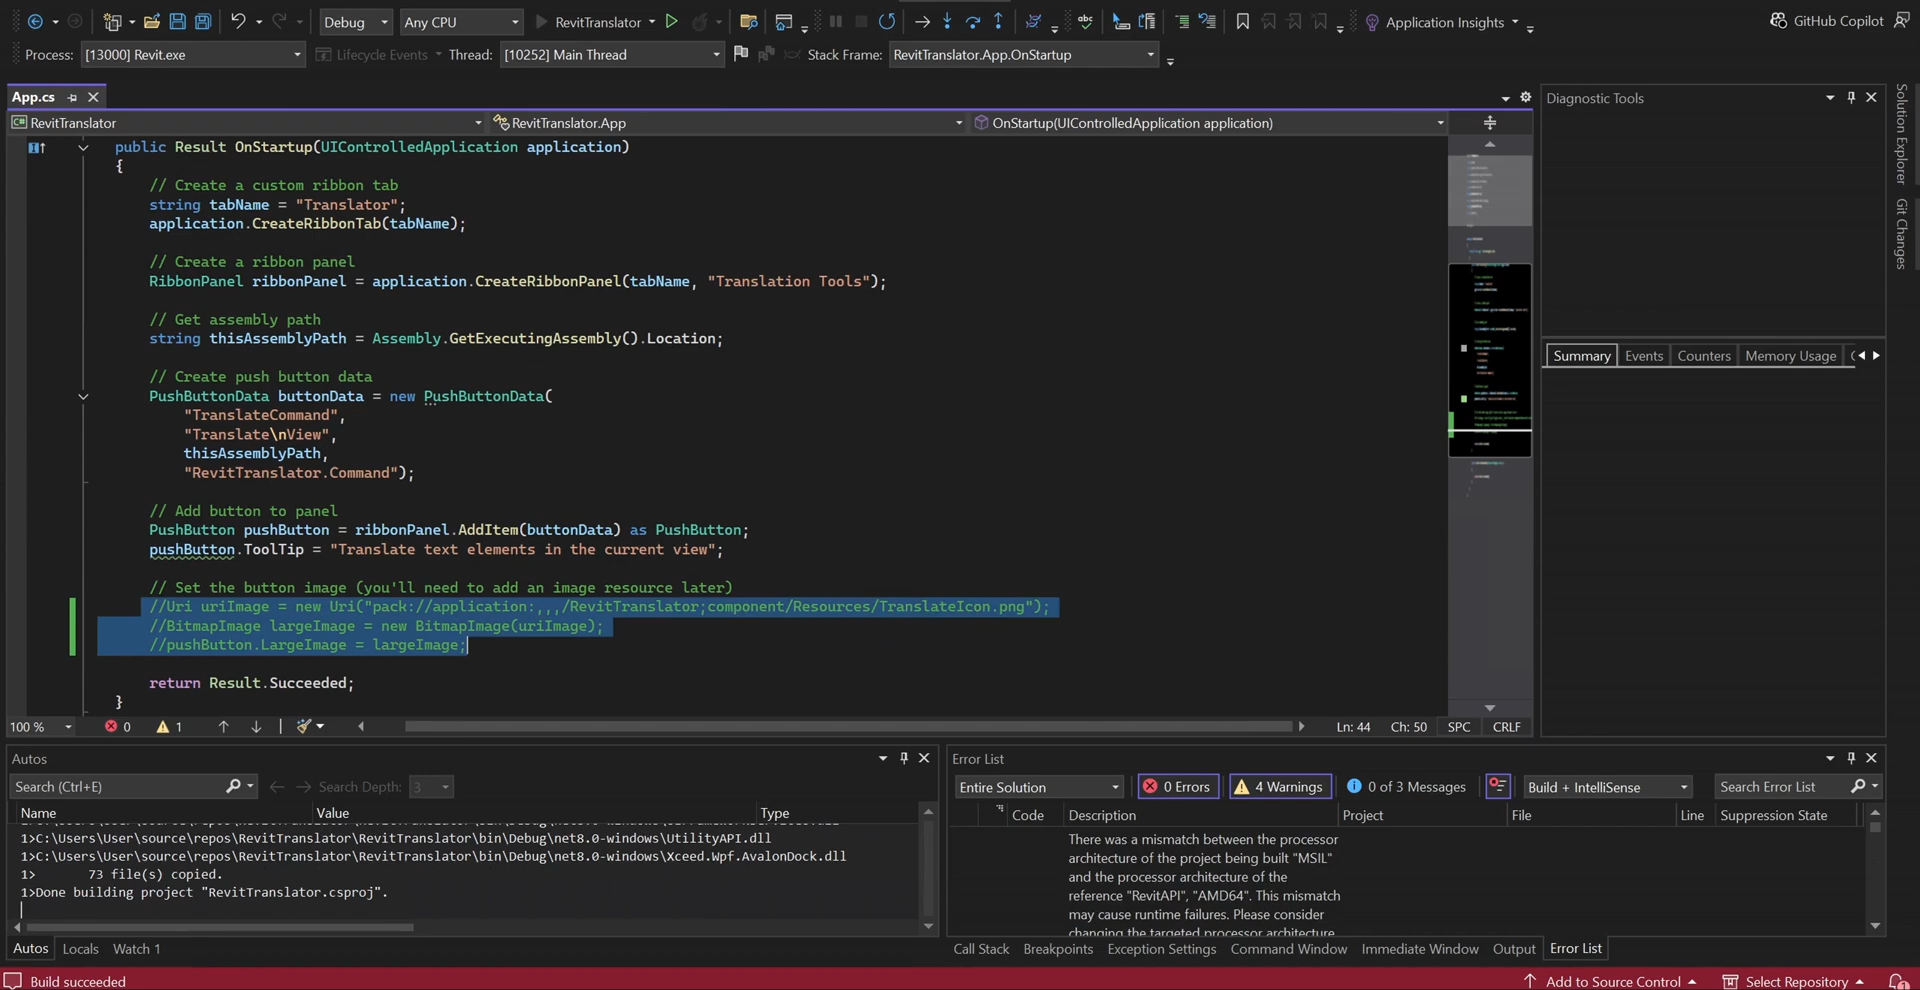 Debug
Any CPU
RevitTranslator
Application Insights
GitHub Copilot
Process:
[13000] Revit.exe
Lifecycle Events
Thread:
[10252] Main Thread
Stack Frame:
RevitTranslator.App.OnStartup
App.cs
RevitTranslator
RevitTranslator.App
OnStartup(UIControlledApplication application)
public Result OnStartup(UIControlledApplication application)
{
// Create a custom ribbon tab
string tabName = "Translator";
application.CreateRibbonTab(tabName);
// Create a ribbon panel
RibbonPanel ribbonPanel = application.CreateRibbonPanel(tabName, "Translation Tools");
// Get assembly path
string thisAssemblyPath = Assembly.GetExecutingAssembly().Location;
// Create push button data
PushButtonData buttonData = new PushButtonData(
"TranslateCommand",
"Translate\nView",
thisAssemblyPath,
"RevitTranslator.Command");
// Add button to panel
PushButton pushButton = ribbonPanel.AddItem(buttonData) as PushButton;
pushButton.ToolTip = "Translate text elements in the current view";
// Set the button image (you'll need to add an image resource later)
//Uri uriImage = new Uri("pack://application:,,,/RevitTranslator;component/Resources/TranslateIcon.png");
//BitmapImage largeImage = new BitmapImage(uriImage);
//pushButton.LargeImage = largeImage;
return Result.Succeeded;
}
100 %
0
1
Ln: 44
Ch: 50
SPC
CRLF
Diagnostic Tools
Summary
Events
Counters
Memory Usage
Solution Explorer
Git Changes
Autos
Search (Ctrl+E)
Search Depth:
3
Name
Value
Type
1>C:\Users\User\source\repos\RevitTranslator\RevitTranslator\bin\Debug\net8.0-windows\UtilityAPI.dll
1>C:\Users\User\source\repos\RevitTranslator\RevitTranslator\bin\Debug\net8.0-windows\Xceed.Wpf.AvalonDock.dll
1> 73 file(s) copied.
1>Done building project "RevitTranslator.csproj".
Autos
Locals
Watch 1
Error List
Entire Solution
0 Errors
4 Warnings
0 of 3 Messages
Build + IntelliSense
Search Error List
Code
Description
Project
File
Line
Suppression State
There was a mismatch between the processor
architecture of the project being built "MSIL"
and the processor architecture of the
reference "RevitAPI", "AMD64". This mismatch
may cause runtime failures. Please consider
changing the targeted processor architecture
Call Stack
Breakpoints
Exception Settings
Command Window
Immediate Window
Output
Error List
Build succeeded
Add to Source Control
Select Repository